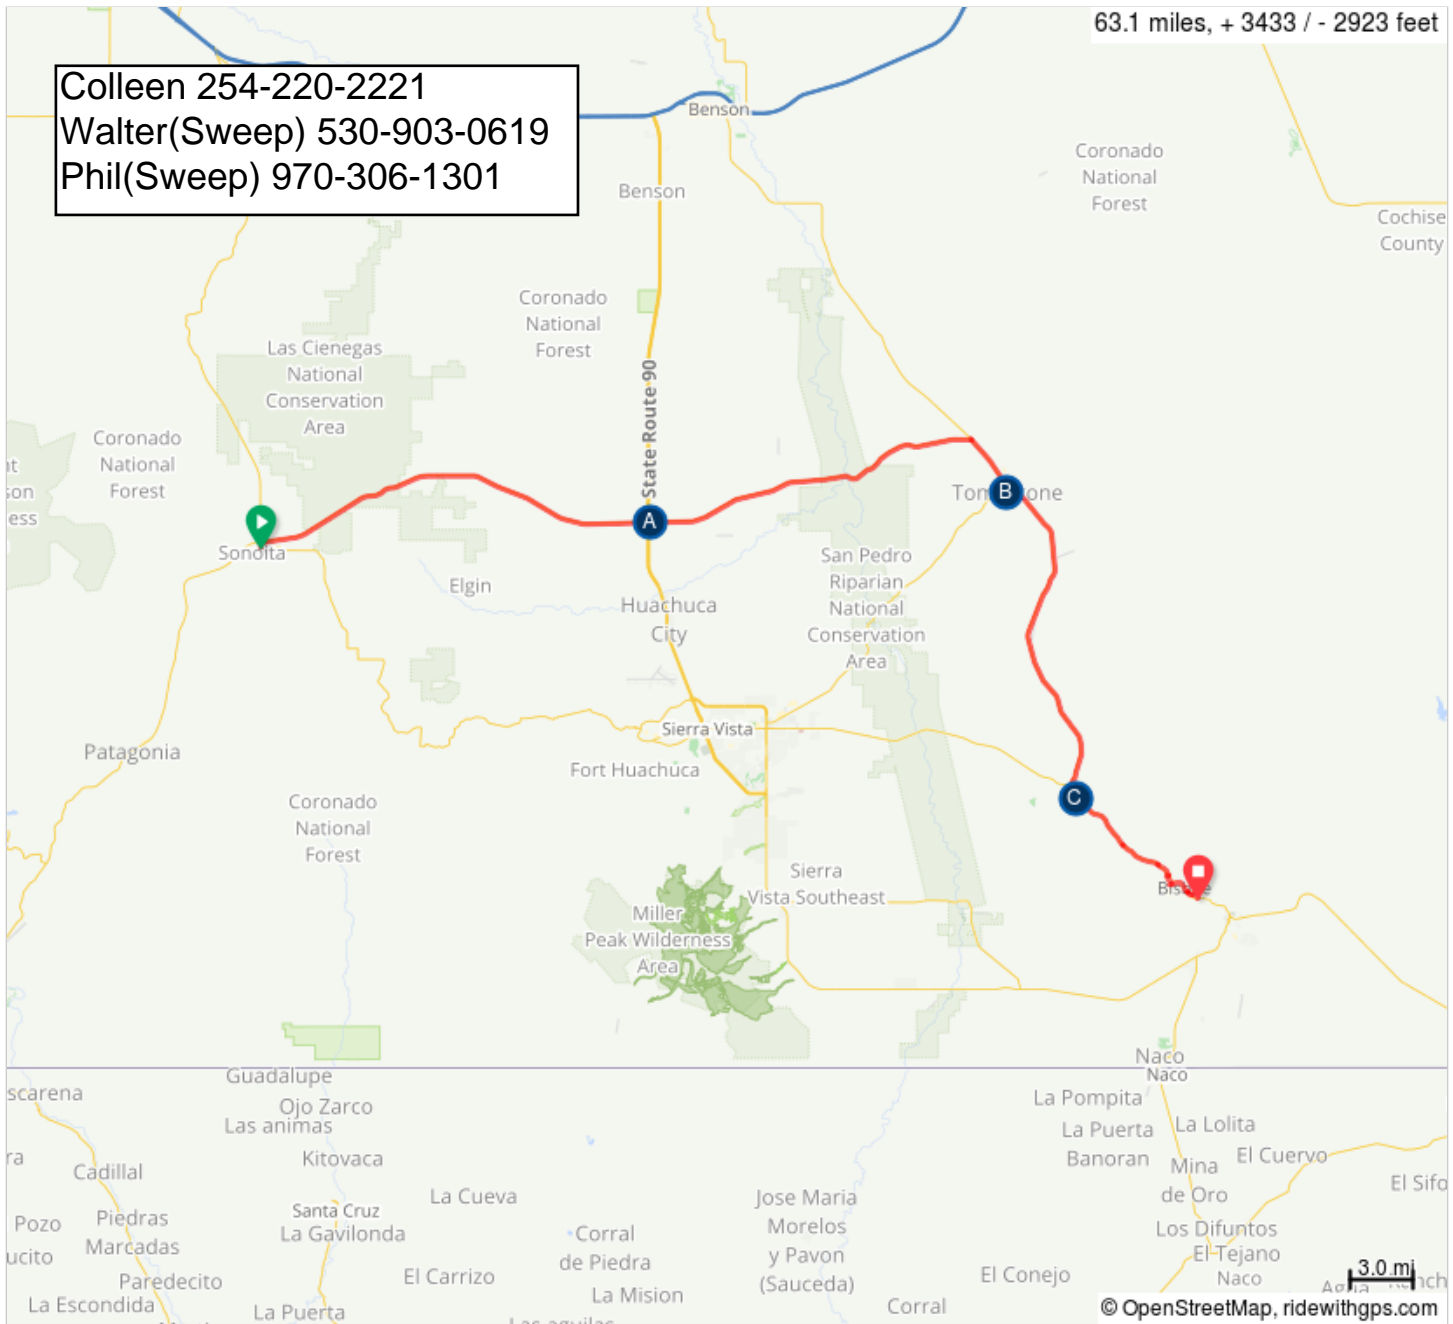 63.1 miles, + 3433 / - 2923 feet
Colleen 254-220-2221
Walter(Sweep) 530-903-0619
Phil(Sweep) 970-306-1301
Benson
Benson
Coronado
National
Forest
Cochise
County
Coronado
National
Forest
Las Cienegas
National
Conservation
Area
State Route 90
Coronado
National
Forest
nt
son
ess
A
B
Sonoita
Elgin
Huachuca
City
San Pedro
Riparian
National
Conservation
Area
Sierra Vista
Fort Huachuca
Patagonia
Coronado
National
Forest
C
Sierra
Vista Southeast
Miller
Peak Wilderness
Area
Naco
Naco
scarena
Guadalupe
Ojo Zarco
Las animas
Kitovaca
La Pompita
La Puerta
Banoran
La Lolita
El Cuervo
Mina
de Oro
ra
Cadillal
La Cueva
El Sifo
Santa Cruz
La Gavilonda
Jose Maria
Morelos
y Pavon
(Sauceda)
Pozo
ucito
Piedras
Marcadas
Corral
de Piedra
Los Difuntos
El Tejano
Naco
Paredecito
El Carrizo
La Mision
El Conejo
3.0 mi
La Escondida
La Puerta
Corral
© OpenStreetMap, ridewithgps.com